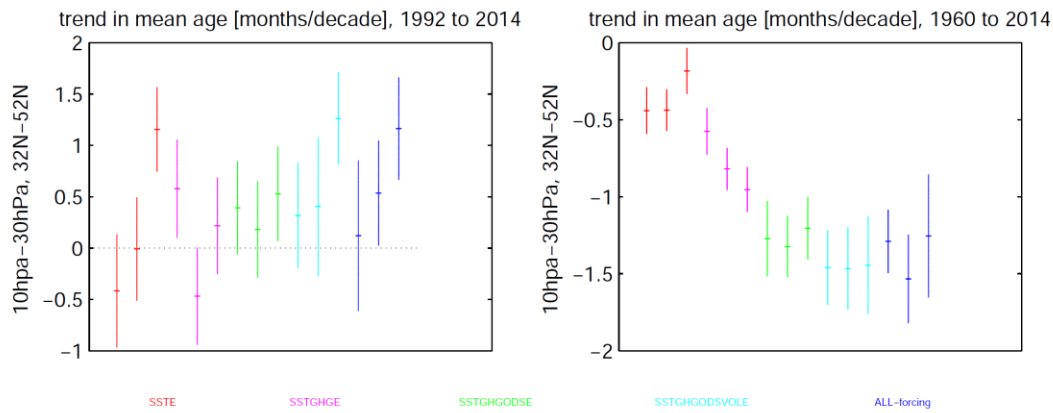 trend in mean age [months/decade], 1992 to 2014
10hpa−30hPa, 32N−52N
2
1.5
1
0.5
0
−0.5
−1
trend in mean age [months/decade], 1960 to 2014
10hpa−30hPa, 32N−52N
0
−0.5
−1
−1.5
−2
SSTE SSTGHGE SSTGHGODSE SSTGHGODSVOLE ALL−forcing